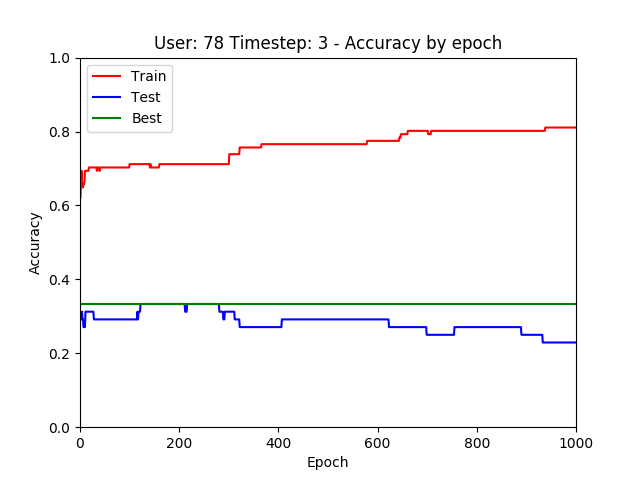 User: 78 Timestep: 3 - Accuracy by epoch
Train
Test
Best
1.0
0.8
0.6
0.4
0.2
0.0
Accuracy
0 200 400 600 800 1000
Epoch